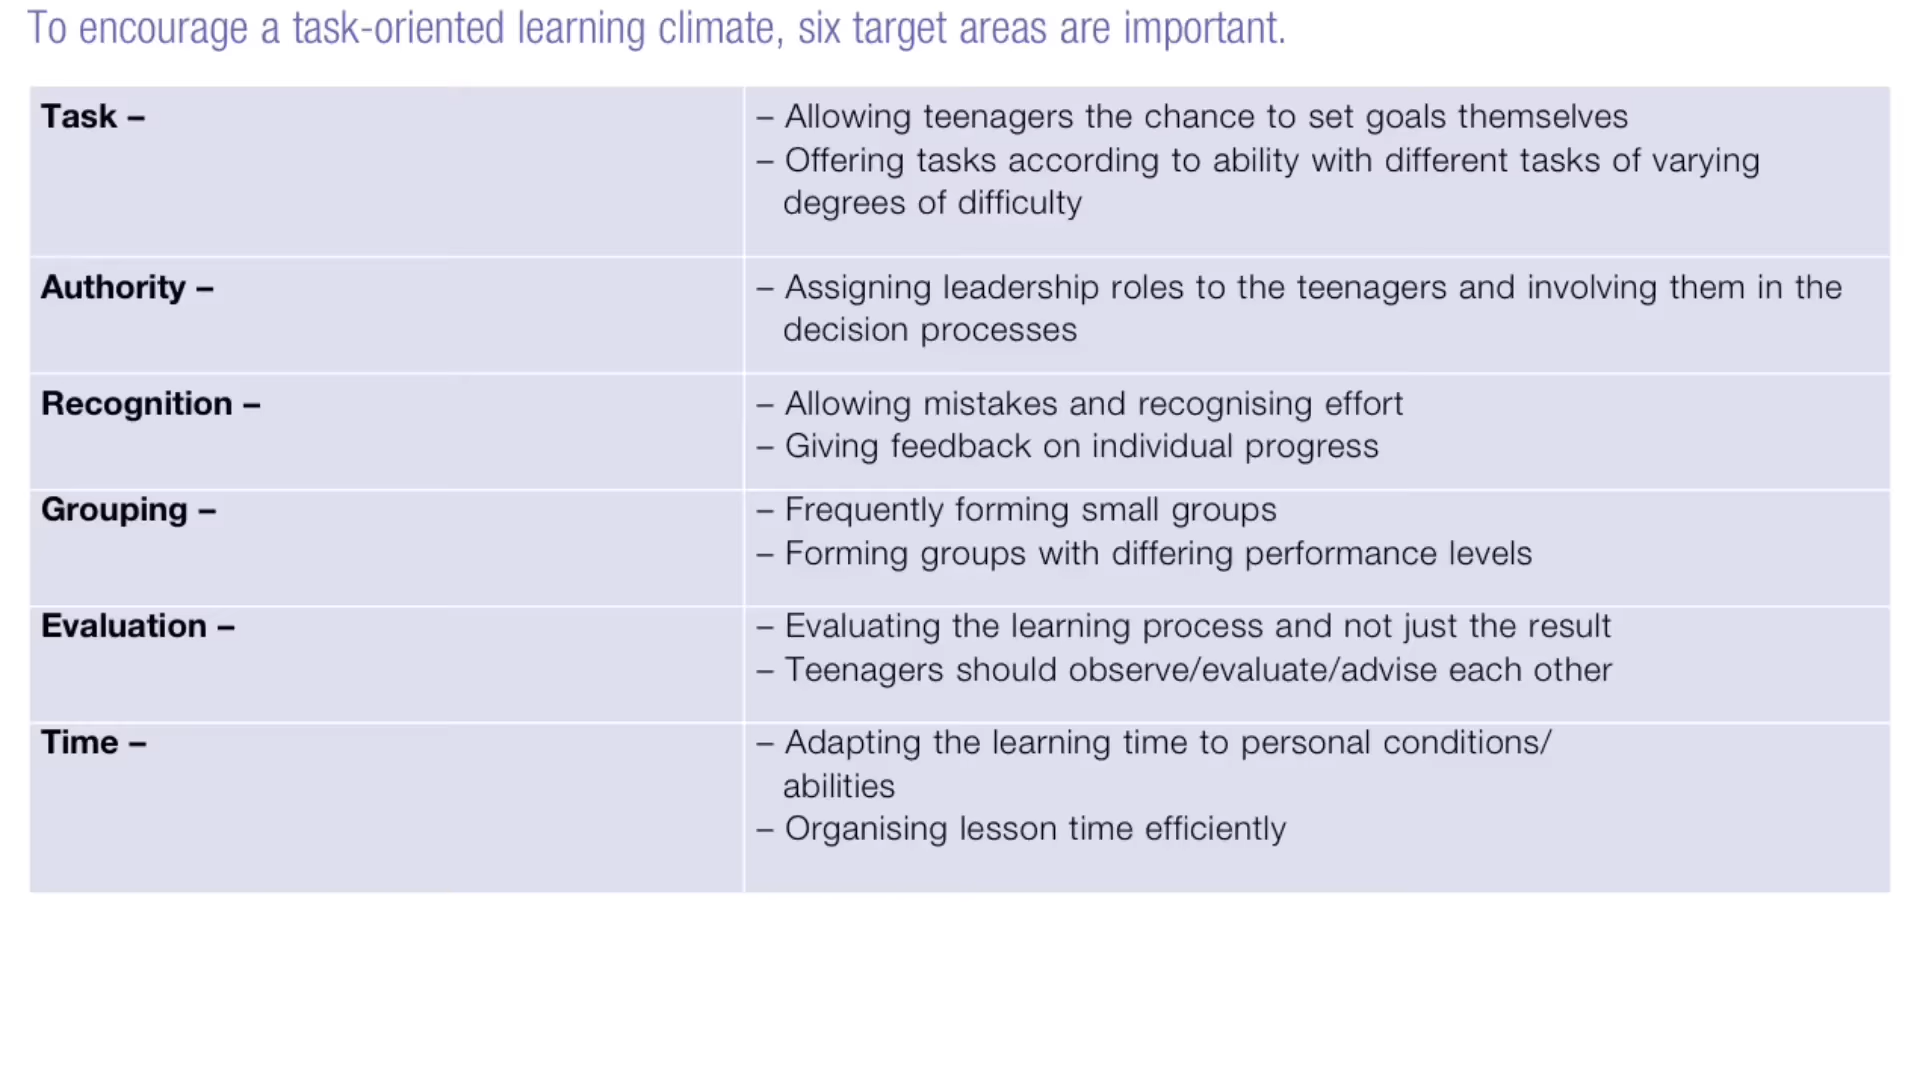 To encourage a task-oriented learning climate, six target areas are important.
Task –
– Allowing teenagers the chance to set goals themselves
– Offering tasks according to ability with different tasks of varying
degrees of difficulty
Authority –
– Assigning leadership roles to the teenagers and involving them in the
decision processes
Recognition –
– Allowing mistakes and recognising effort
– Giving feedback on individual progress
Grouping –
– Frequently forming small groups
– Forming groups with differing performance levels
Evaluation –
– Evaluating the learning process and not just the result
– Teenagers should observe/evaluate/advise each other
Time –
– Adapting the learning time to personal conditions/
abilities
– Organising lesson time efficiently